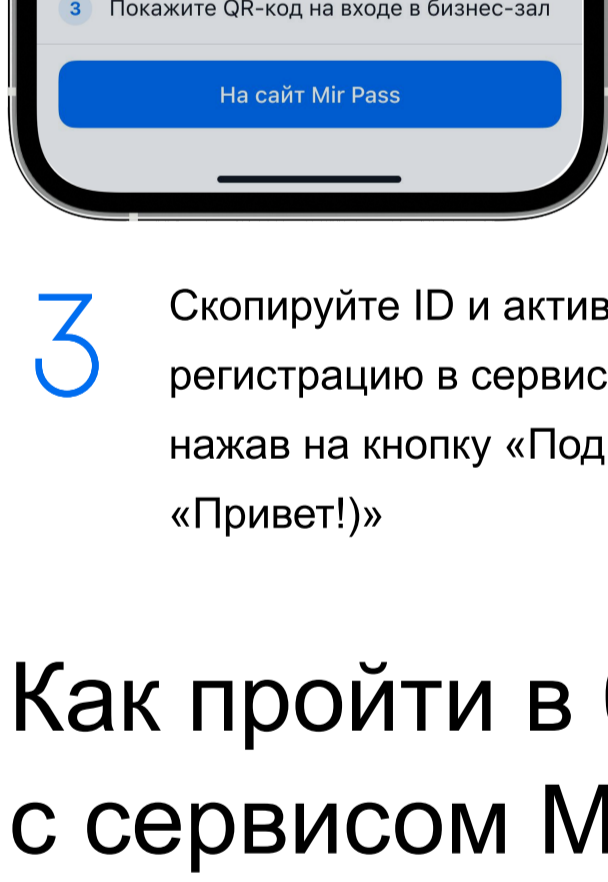 3 Покажите QR-код на входе в бизнес-зал
На сайт Mir Pass
3
Скопируйте ID и актив
регистрацию в сервис
нажав на кнопку «Под
«Привет!)»
Как пройти в
с сервисом M